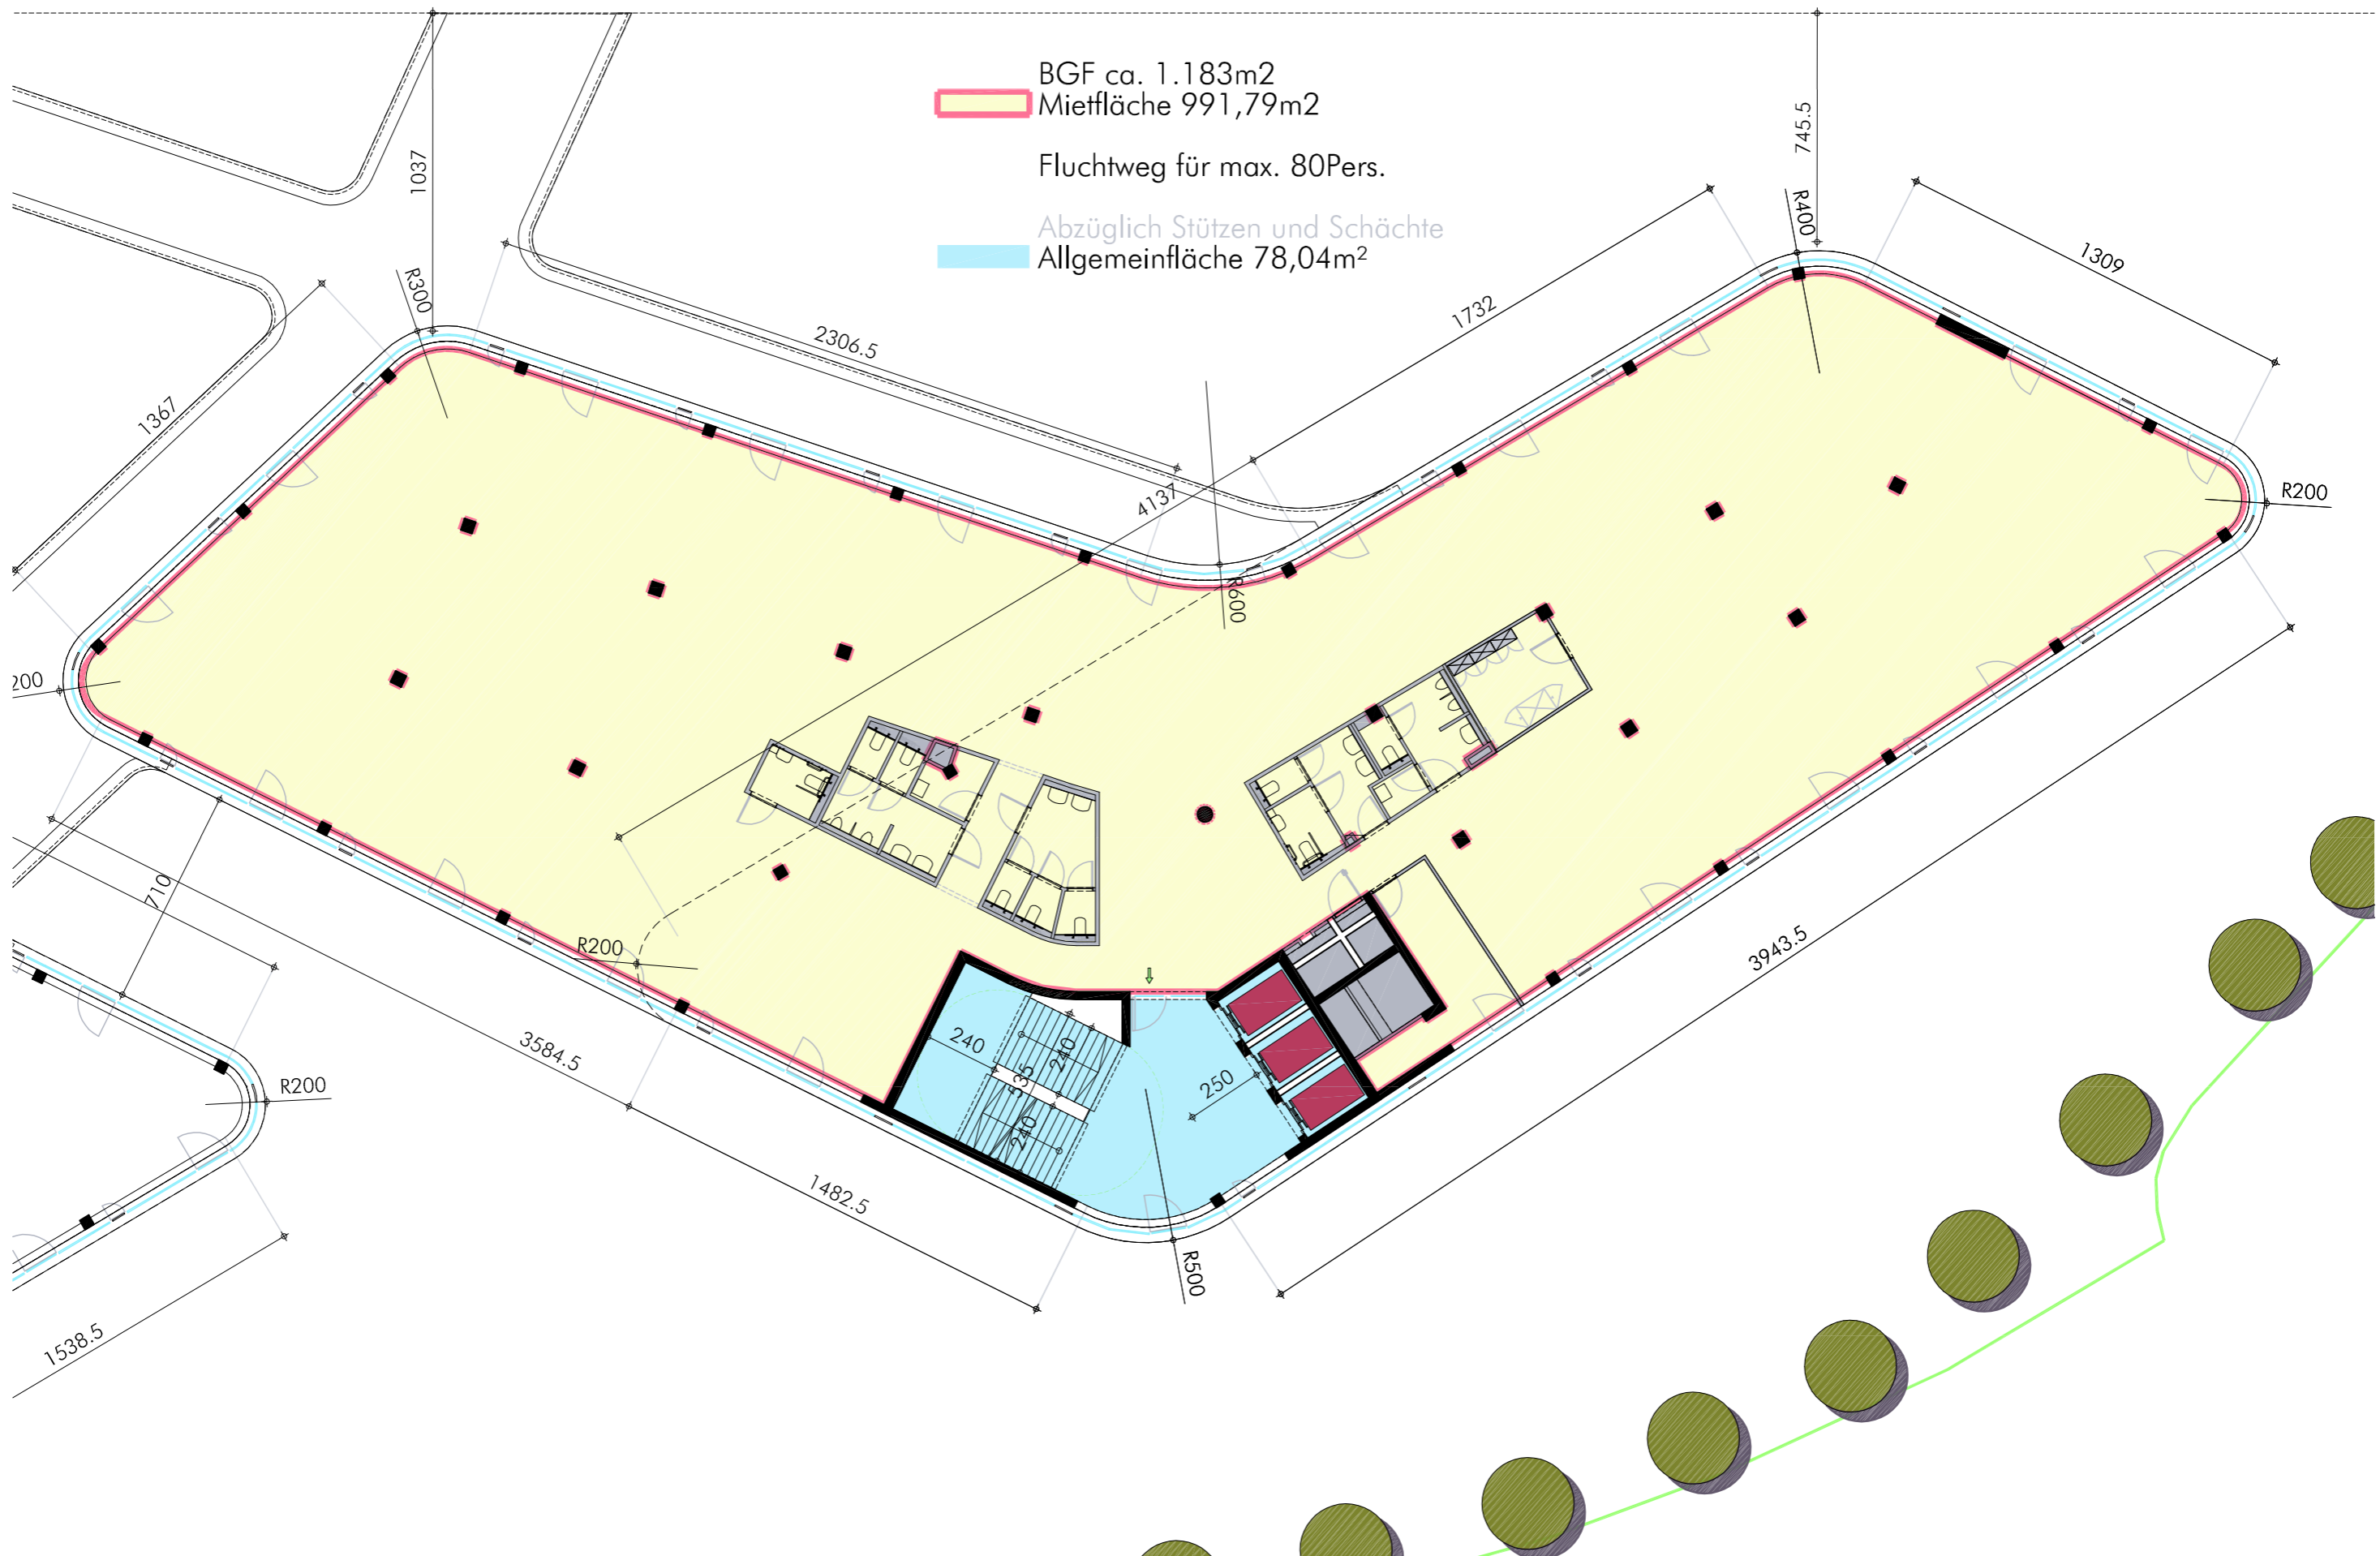 BGF ca. 1.183m2
Mietfläche 991,79m2
Fluchtweg für max. 80Pers.
Abzüglich Stützen und Schächte
Allgemeinfläche 78,04m²
1037
745.5
R400
1309
R300
2306.5
1732
1367
4137
R200
R600
200
710
R200
3943.5
240
240
535
240
250
3584.5
R200
1482.5
R500
1538.5